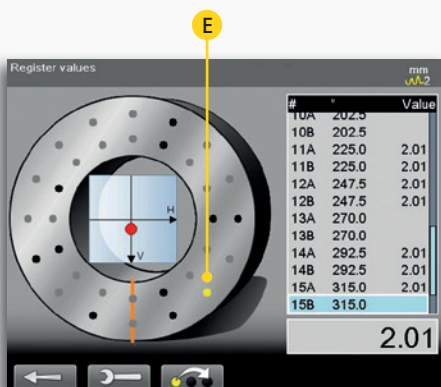 E
Register values
mm
2
# ° Value
10A 202.5
10B 202.5
11A 225.0 2.01
11B 225.0 2.01
12A 247.5 2.01
12B 247.5 2.01
13A 270.0
13B 270.0
14A 292.5 2.01
14B 292.5 2.01
15A 315.0 2.01
15B 315.0
H
V
2.01